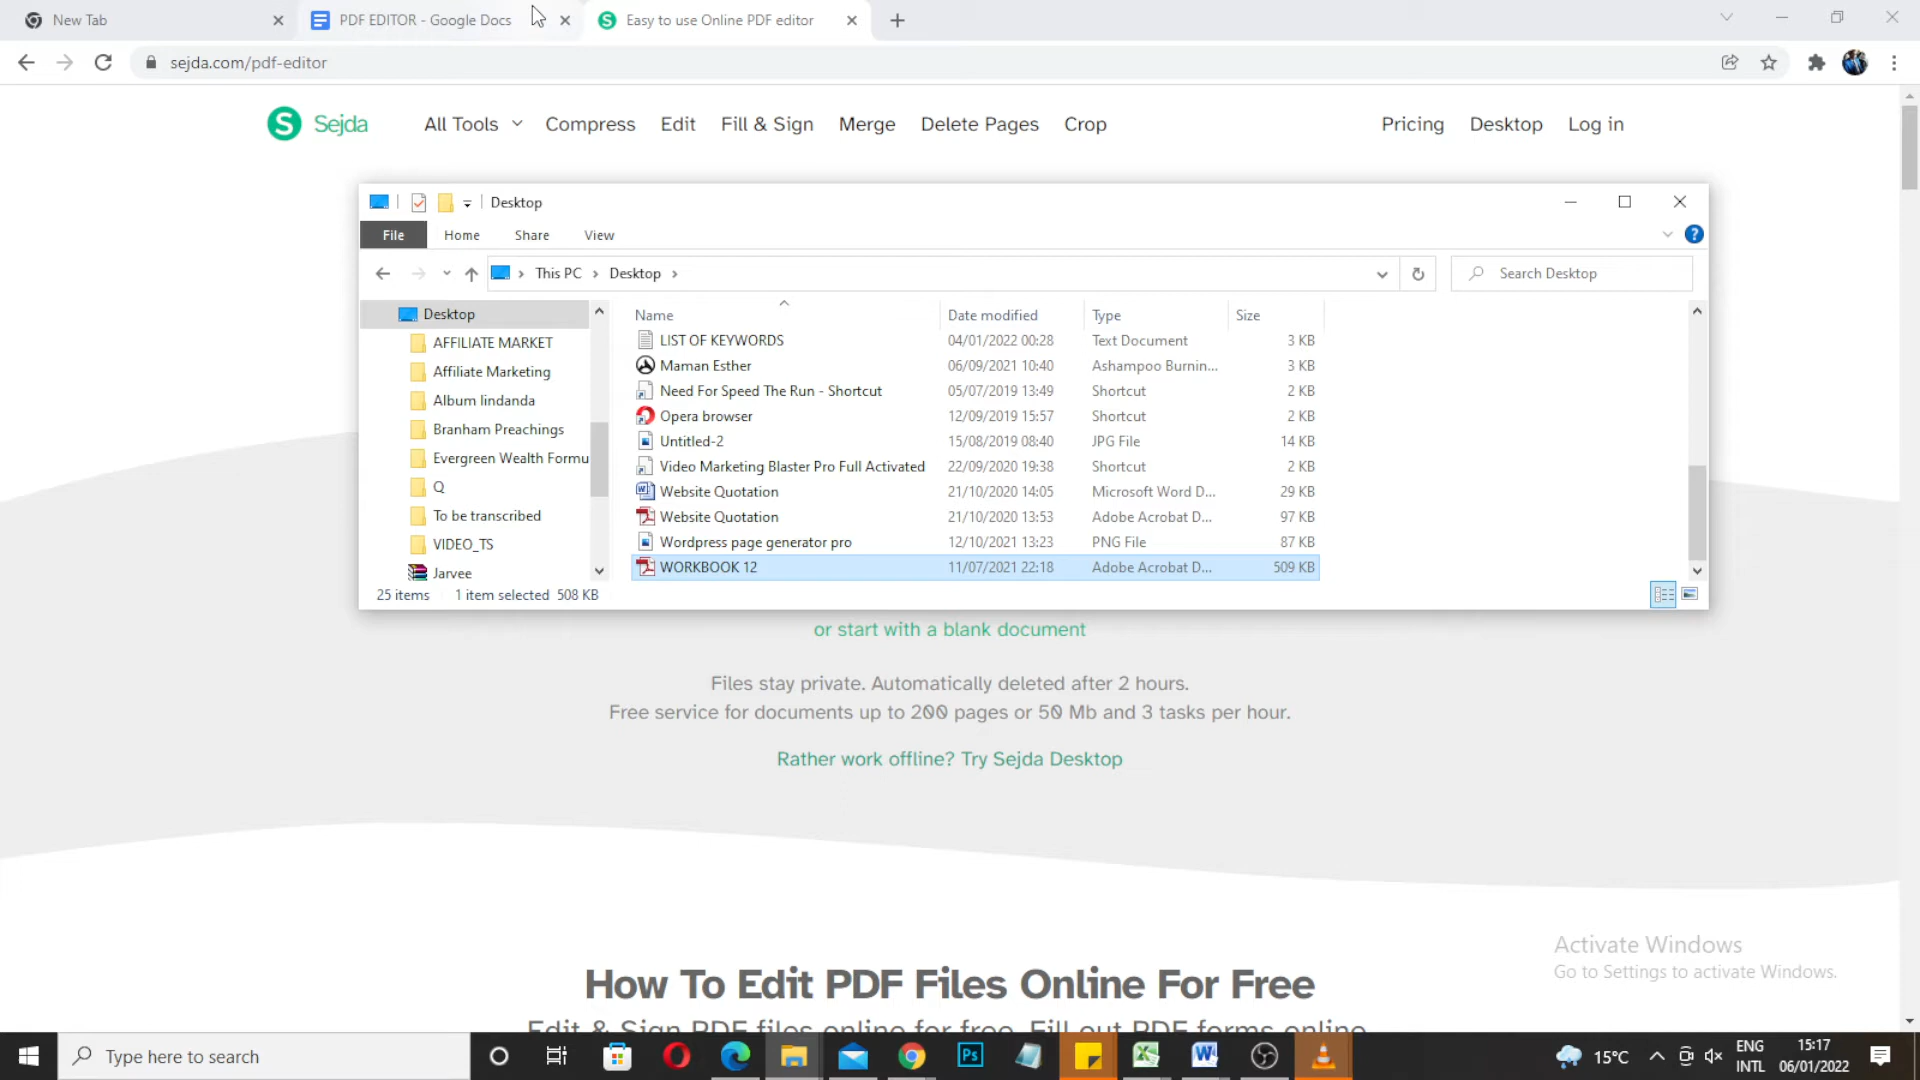 New Tab
PDF EDITOR - Google Docs
Easy to use Online PDF editor
sejda.com/pdf-editor
S Sejda
All Tools Compress Edit Fill & Sign Merge Delete Pages Crop
Pricing Desktop Log in
Desktop
File Home Share View
This PC > Desktop >
Search Desktop
Desktop
AFFILIATE MARKET
Affiliate Marketing
Album lindanda
Branham Preachings
Evergreen Wealth Formu
Q
To be transcribed
VIDEO_TS
Jarvee
Name Date modified Type Size
LIST OF KEYWORDS 04/01/2022 00:28 Text Document 3 KB
Maman Esther 06/09/2021 10:40 Ashampoo Burnin... 3 KB
Need For Speed The Run - Shortcut 05/07/2019 13:49 Shortcut 2 KB
Opera browser 12/09/2019 15:57 Shortcut 2 KB
Untitled-2 15/08/2019 08:40 JPG File 14 KB
Video Marketing Blaster Pro Full Activated 22/09/2020 19:38 Shortcut 2 KB
Website Quotation 21/10/2020 14:05 Microsoft Word D... 29 KB
Website Quotation 21/10/2020 13:53 Adobe Acrobat D... 97 KB
Wordpress page generator pro 12/10/2021 13:23 PNG File 87 KB
WORKBOOK 12 11/07/2021 22:18 Adobe Acrobat D... 509 KB
25 items 1 item selected 508 KB
or start with a blank document
Files stay private. Automatically deleted after 2 hours.
Free service for documents up to 200 pages or 50 Mb and 3 tasks per hour.
Rather work offline? Try Sejda Desktop
How To Edit PDF Files Online For Free
Edit & Sign PDF files online for free. Fill out PDF forms online
Activate Windows
Go to Settings to activate Windows.
Type here to search
Ps
15°C
ENG
INTL
15:17
06/01/2022